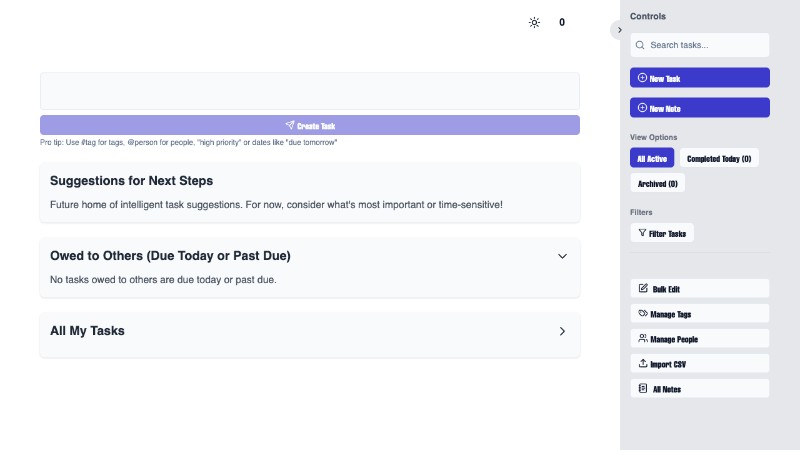 0
Create Task
Pro tip: Use #tag for tags, @person for people, "high priority" or dates like "due tomorrow"
Suggestions for Next Steps
Future home of intelligent task suggestions. For now, consider what's most important or time-sensitive!
Owed to Others (Due Today or Past Due)
No tasks owed to others are due today or past due.
All My Tasks
Controls
Search tasks...
New Task
New Note
View Options
All Active
Completed Today (0)
Archived (0)
Filters
Filter Tasks
Bulk Edit
Manage Tags
Manage People
Import CSV
All Notes